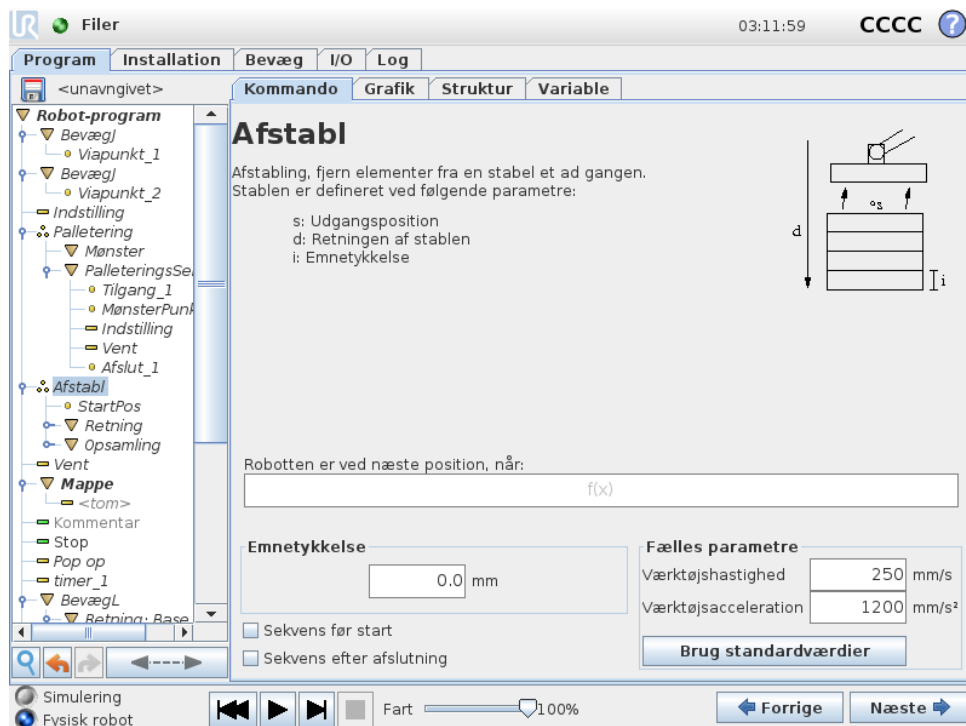 UR Filer 03:11:59 CCCC ?
Program Installation Bevæg I/O Log
<unavngivet>
Kommando Grafik Struktur Variable
Robot-program
BevægJ
Viapunkt_1
BevægJ
Viapunkt_2
Indstilling
Palletering
Mønster
PalleteringsSe
Tilgang_1
MønsterPunk
Indstilling
Vent
Afslut_1
Afstabl
StartPos
Retning
Opsamling
Vent
Mappe
<tom>
Kommentar
Stop
Pop op
timer_1
BevægL
Retning: Base
Afstabl
Afstabling, fjern elementer fra en stabel et ad gangen.
Stablen er defineret ved følgende parametre:
s: Udgangsposition
d: Retningen af stablen
i: Emnetykkelse
d
s
i
Robotten er ved næste position, når:
f(x)
Emnetykkelse
0.0 mm
Sekvens før start
Sekvens efter afslutning
Fælles parametre
Værktøjshastighed 250 mm/s
Værktøjsacceleration 1200 mm/s²
Brug standardværdier
Simulering
Fysisk robot
Fart 100%
Forrige Næste